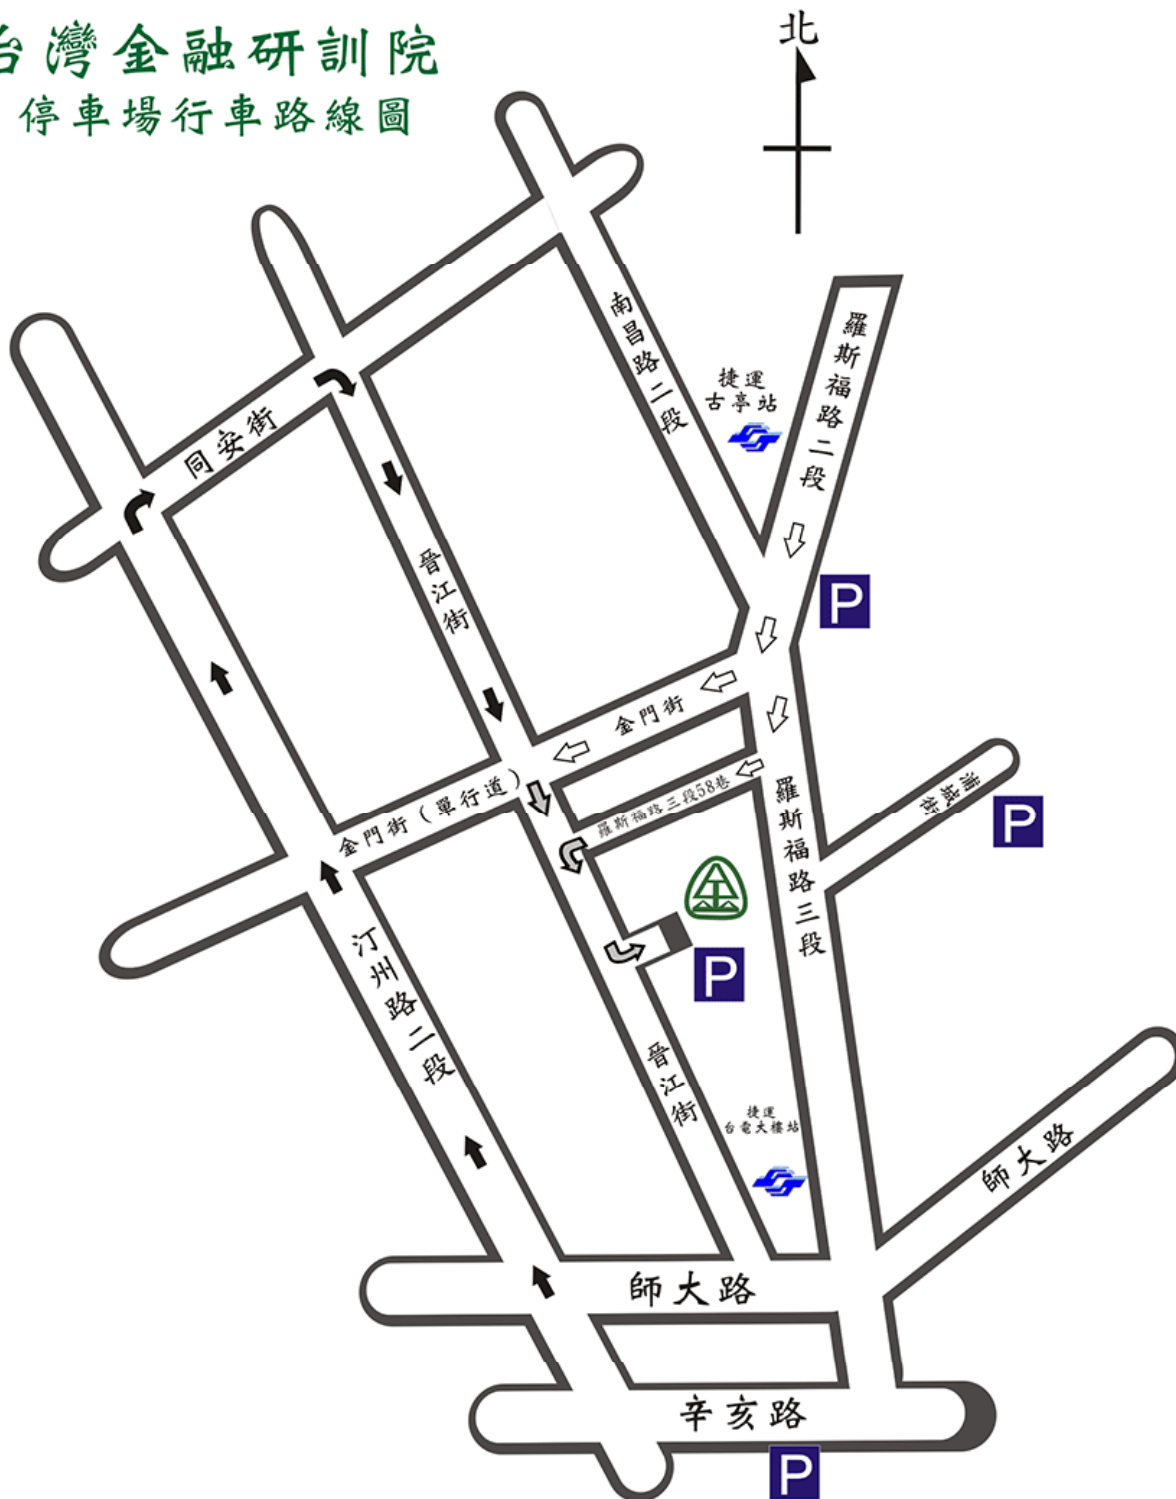 台灣金融研訓院
停車場行車路線圖
北
南昌路二段
羅斯福路二段
捷運
古亭站
同安街
晉江街
P
金門街
金門街（單行道）
羅斯福路三段58巷
羅斯福路三段
浦城街
P
P
汀州路二段
晉江街
捷運
台電大樓站
師大路
師大路
辛亥路
P